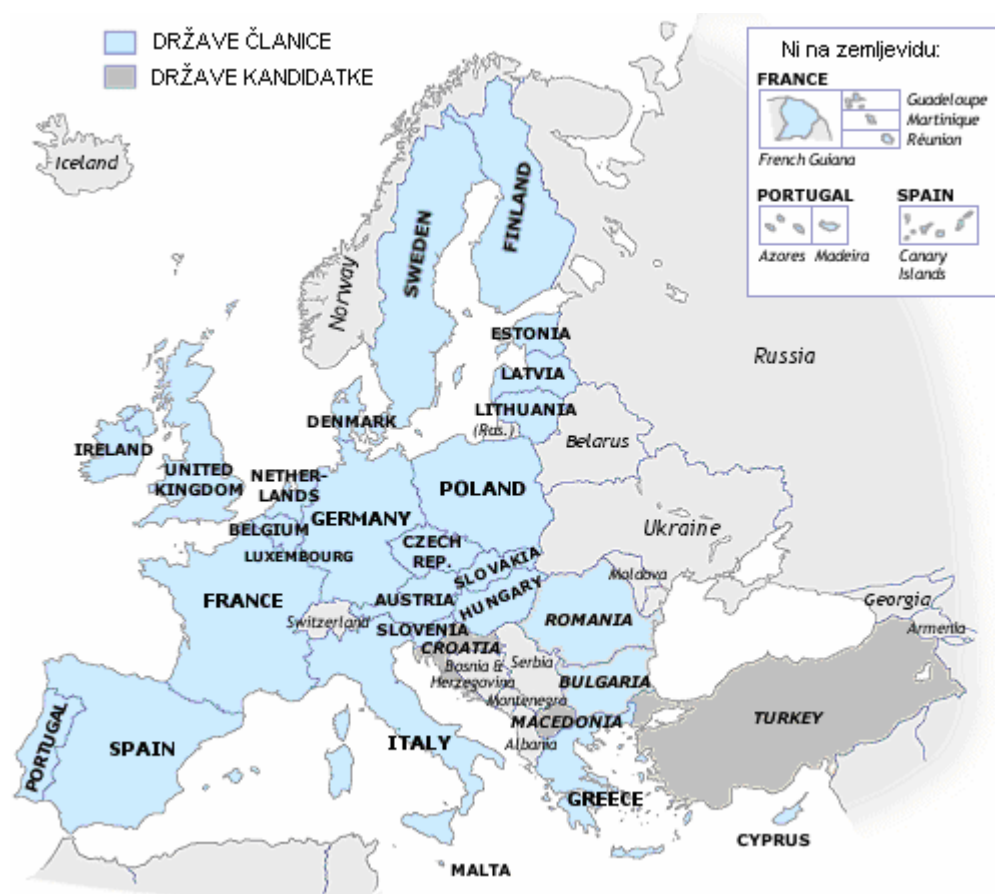 DRŽAVE ČLANICE
DRŽAVE KANDIDATKE
Ni na zemljevidu:
FRANCE
Guadeloupe
Martinique
Réunion
French Guiana
PORTUGAL
SPAIN
Azores
Madeira
Canary
Islands
Iceland
Norway
SWEDEN
FINLAND
Russia
ESTONIA
LATVIA
LITHUANIA
(Ras.)
DENMARK
Belarus
IRELAND
UNITED
KINGDOM
NETHER-
LANDS
POLAND
GERMANY
BELGIUM
LUXEMBOURG
CZECH
REP.
Ukraine
SLOVAKIA
Moldova
FRANCE
AUSTRIA
HUNGARY
Switzerland
SLOVENIA
ROMANIA
Georgia
Armenia
CROATIA
Bosnia &
Herzegovina
Serbia
BULGARIA
Montenegro
MACEDONIA
TURKEY
PORTUGAL
SPAIN
ITALY
Albania
GREECE
CYPRUS
MALTA